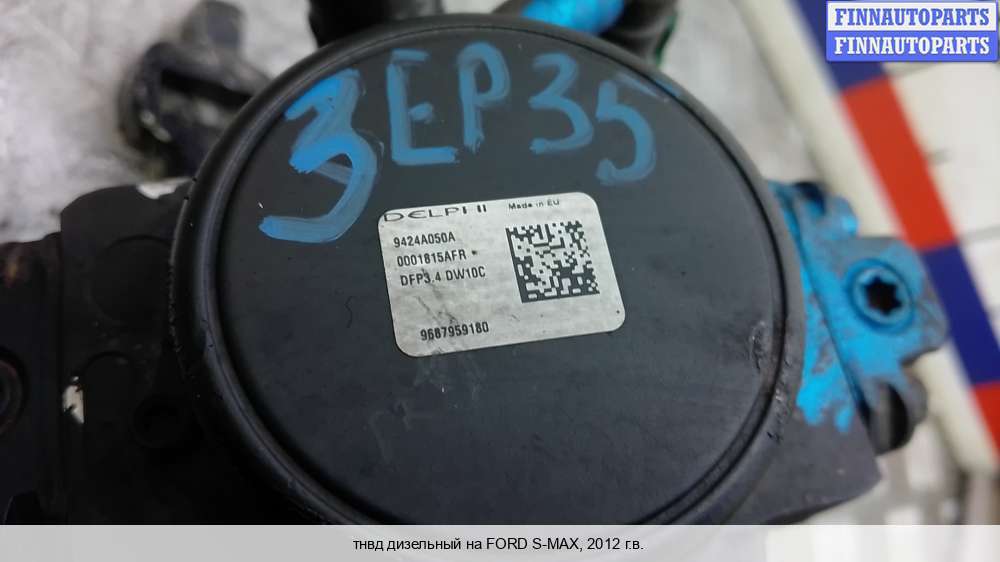 FINNAUTOPARTS
FINNAUTOPARTS
3EP35
DELPHI Made in EU
9424A050A
0001815AFR
DFP3.4 DW10C
9687959180
тнвд дизельный на FORD S-MAX, 2012 г.в.